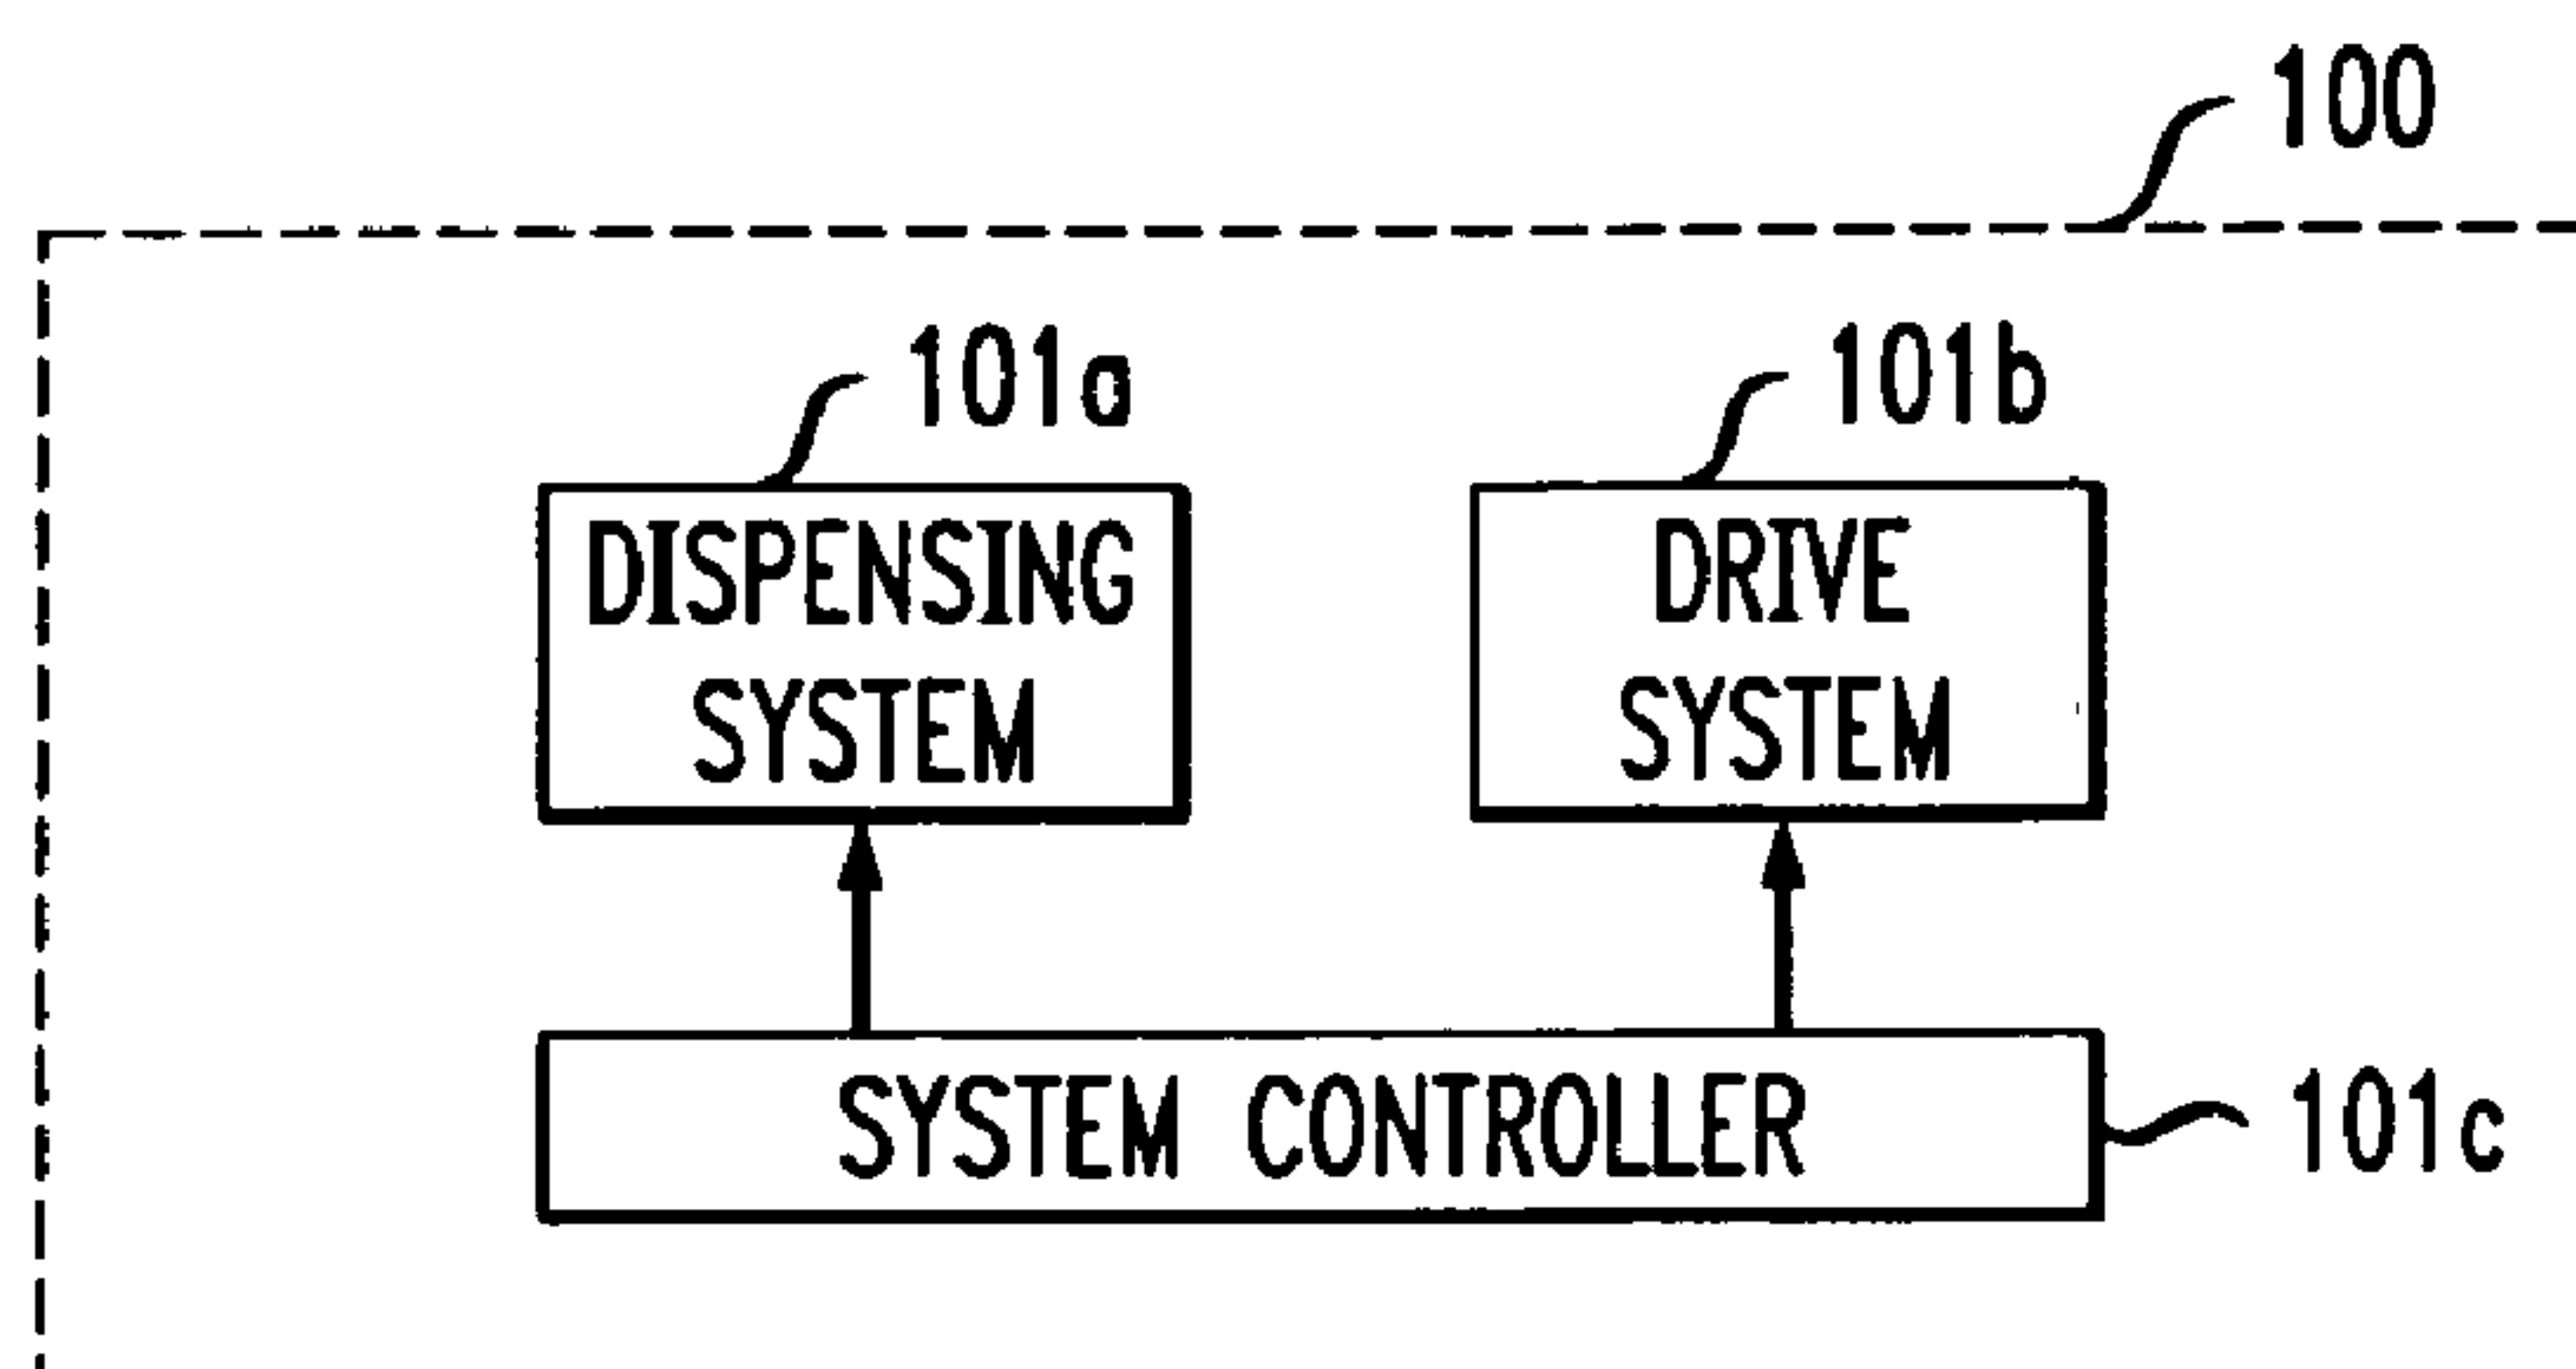 100
101a
101b
DISPENSING
SYSTEM
DRIVE
SYSTEM
SYSTEM CONTROLLER
101c